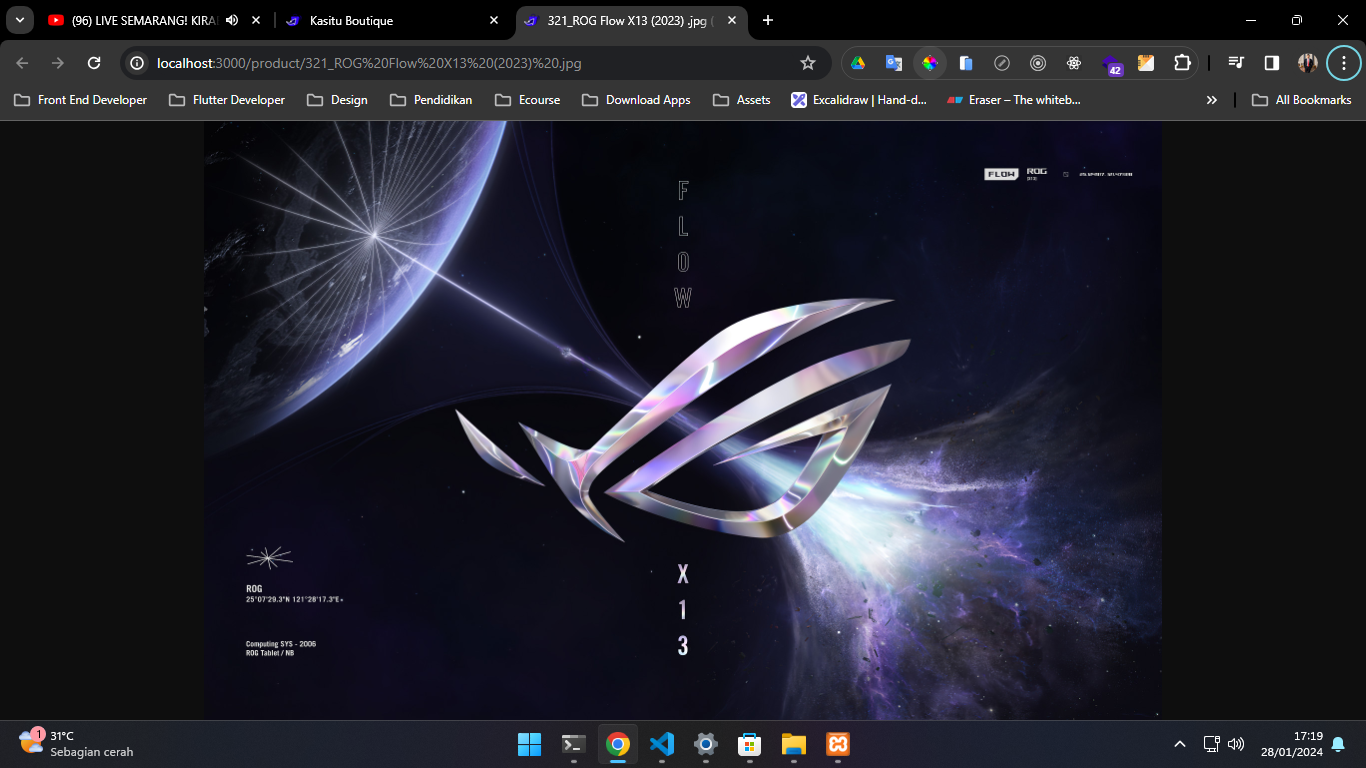 (96) LIVE SEMARANG! KIRAI
Kasitu Boutique
321_ROG Flow X13 (2023) .jpg (
localhost:3000/product/321_ROG%20Flow%20X13%20(2023)%20.jpg
42
Front End Developer
Flutter Developer
Design
Pendidikan
Ecourse
Download Apps
Assets
Excalidraw | Hand-d...
Eraser – The whiteb...
All Bookmarks
FLOW
FLOW
ROG
ROG
25°07'29.3"N 121°28'17.3"E+
Computing SYS - 2006
ROG Tablet / NB
X
1
3
1
31°C
Sebagian cerah
17:19
28/01/2024